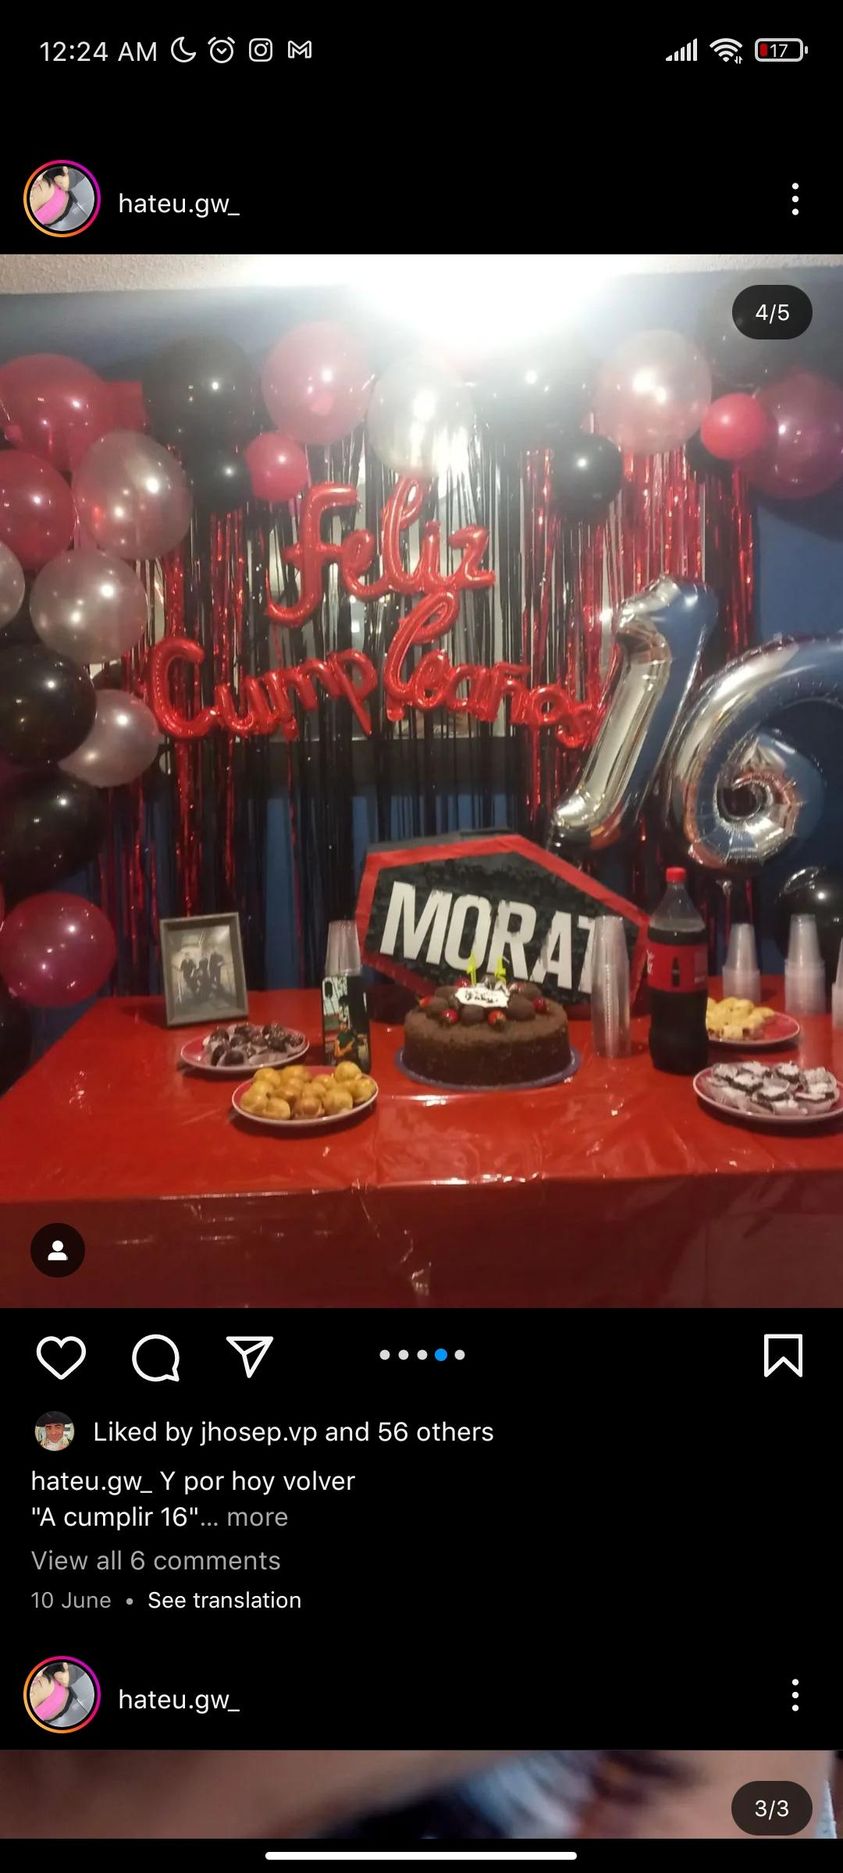 12:24 AM
17
hateu.gw_
4/5
Feliz
Cumpleaños
16
MORAT
Liked by jhosep.vp and 56 others
hateu.gw_ Y por hoy volver
"A cumplir 16"... more
View all 6 comments
10 June • See translation
hateu.gw_
3/3